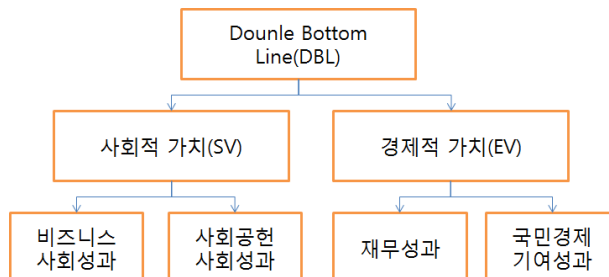 Dounle Bottom
Line(DBL)
사회적 가치(SV)
경제적 가치(EV)
비즈니스
사회성과
사회공헌
사회성과
재무성과
국민경제
기여성과